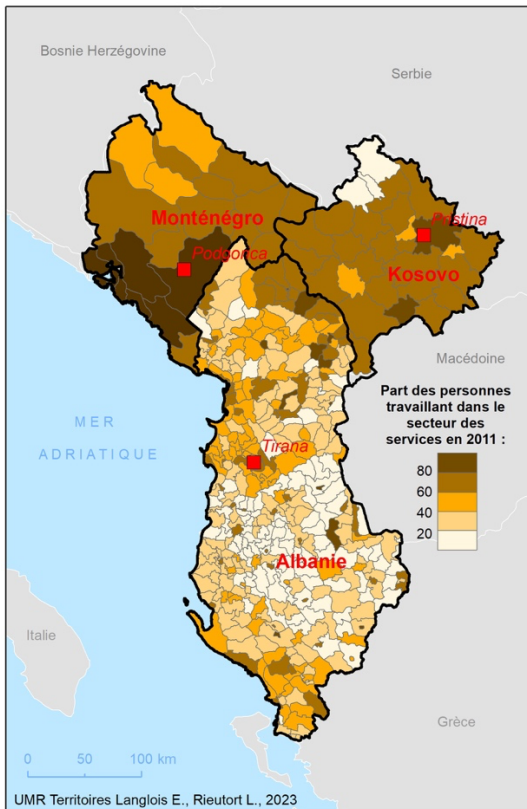 Bosnie Herzégovine
Serbie
Monténégro
Pristina
Podgorica
Kosovo
Macédoine
Part des personnes
travaillant dans le
secteur des
services en 2011 :
80
60
40
20
MER
ADRIATIQUE
Tirana
Albanie
Italie
Grèce
0 50 100 km
UMR Territoires Langlois E., Rieutort L., 2023